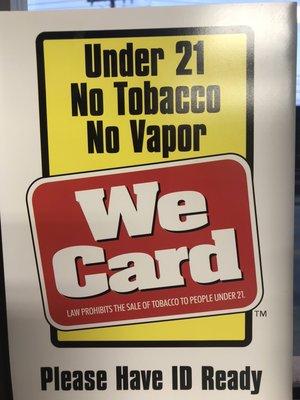 Under 21
No Tobacco
No Vapor
We
Card
LAW PROHIBITS THE SALE OF TOBACCO TO PEOPLE UNDER 21.
TM
Please Have ID Ready